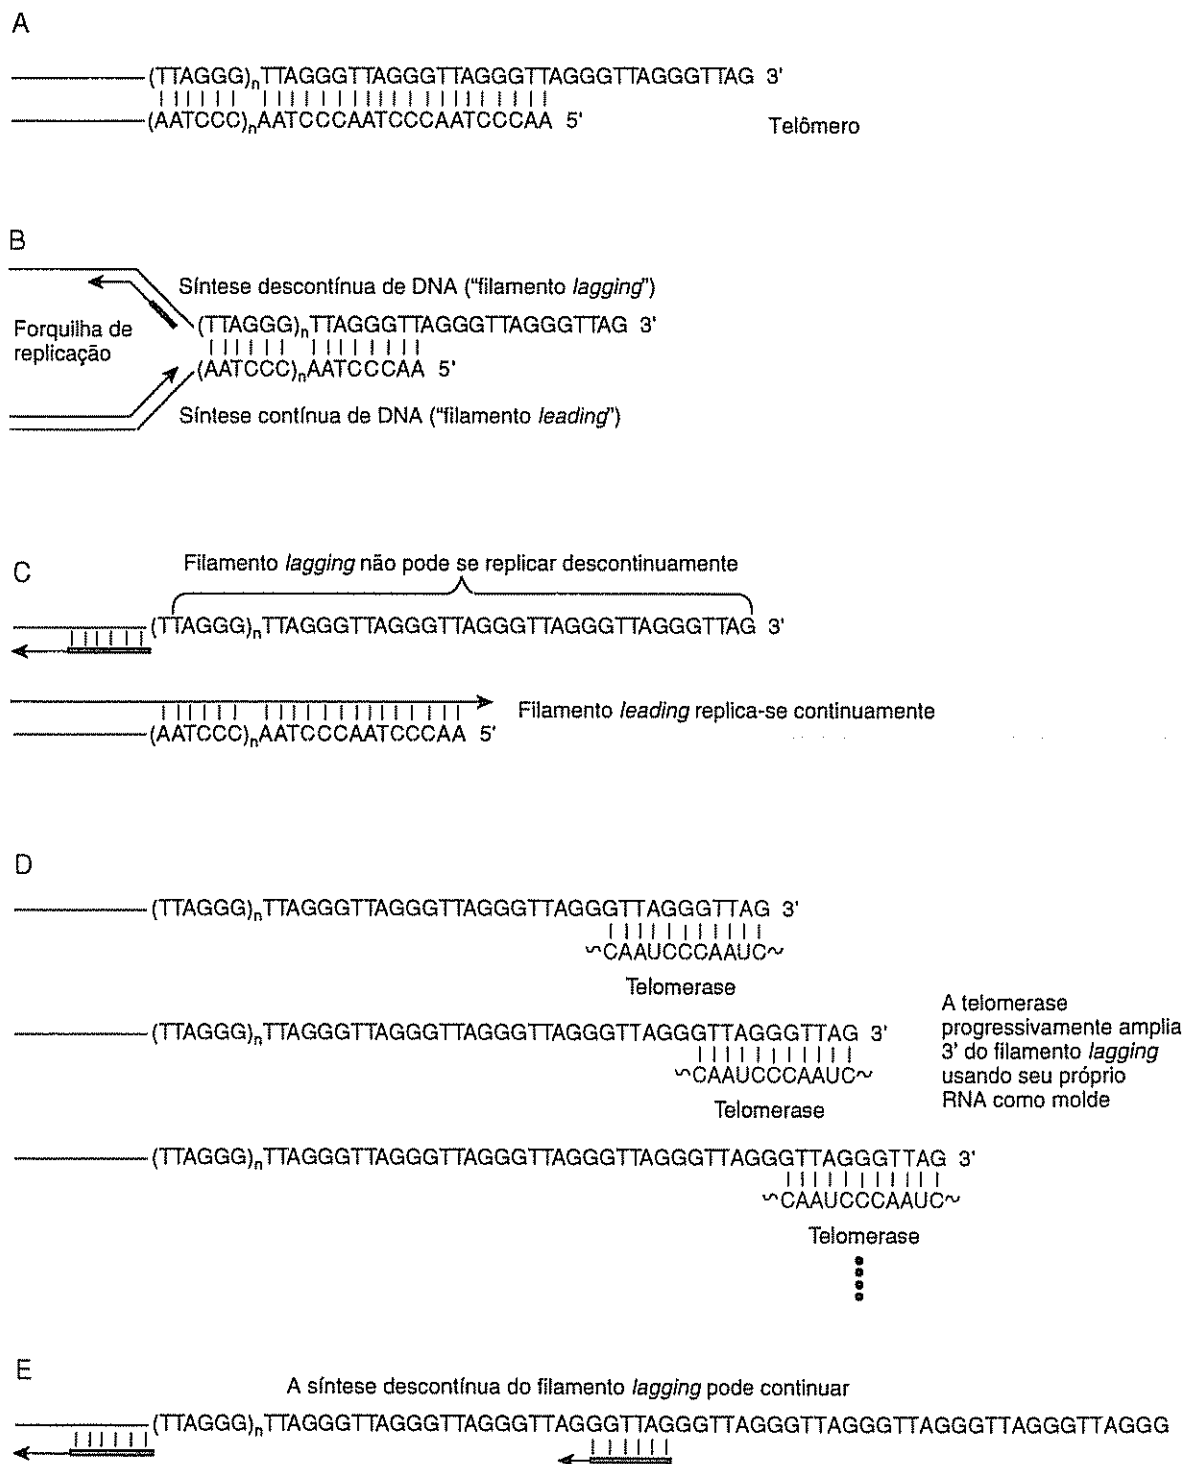 A
(TTAGGG)nTTAGGGTTAGGGTTAGGGTTAGGGTTAGGGTTAG 3'
(AATCCC)nAATCCCAATCCCAATCCCAA 5'
Telômero
B
Síntese descontínua de DNA ("filamento lagging")
Forquilha de
replicação
(TTAGGG)nTTAGGGTTAGGGTTAGGGTTAG 3'
(AATCCC)nAATCCCAA 5'
Síntese contínua de DNA ("filamento leading")
C
Filamento lagging não pode se replicar descontinuamente
(TTAGGG)nTTAGGGTTAGGGTTAGGGTTAGGGTTAGGGTTAG 3'
Filamento leading replica-se continuamente
(AATCCC)nAATCCCAATCCCAA 5'
D
(TTAGGG)nTTAGGGTTAGGGTTAGGGTTAGGGTTAGGGTTAG 3'
CAAUCCCAAUC
Telomerase
(TTAGGG)nTTAGGGTTAGGGTTAGGGTTAGGGTTAGGGTTAGGGTTAG 3'
CAAUCCCAAUC
Telomerase
A telomerase
progressivamente amplia
3' do filamento lagging
usando seu próprio
RNA como molde
(TTAGGG)nTTAGGGTTAGGGTTAGGGTTAGGGTTAGGGTTAGGGTTAGGGTTAG 3'
CAAUCCCAAUC
Telomerase
E
A síntese descontínua do filamento lagging pode continuar
(TTAGGG)nTTAGGGTTAGGGTTAGGGTTAGGGTTAGGGTTAGGGTTAGGGTTAGGGTTAGGG